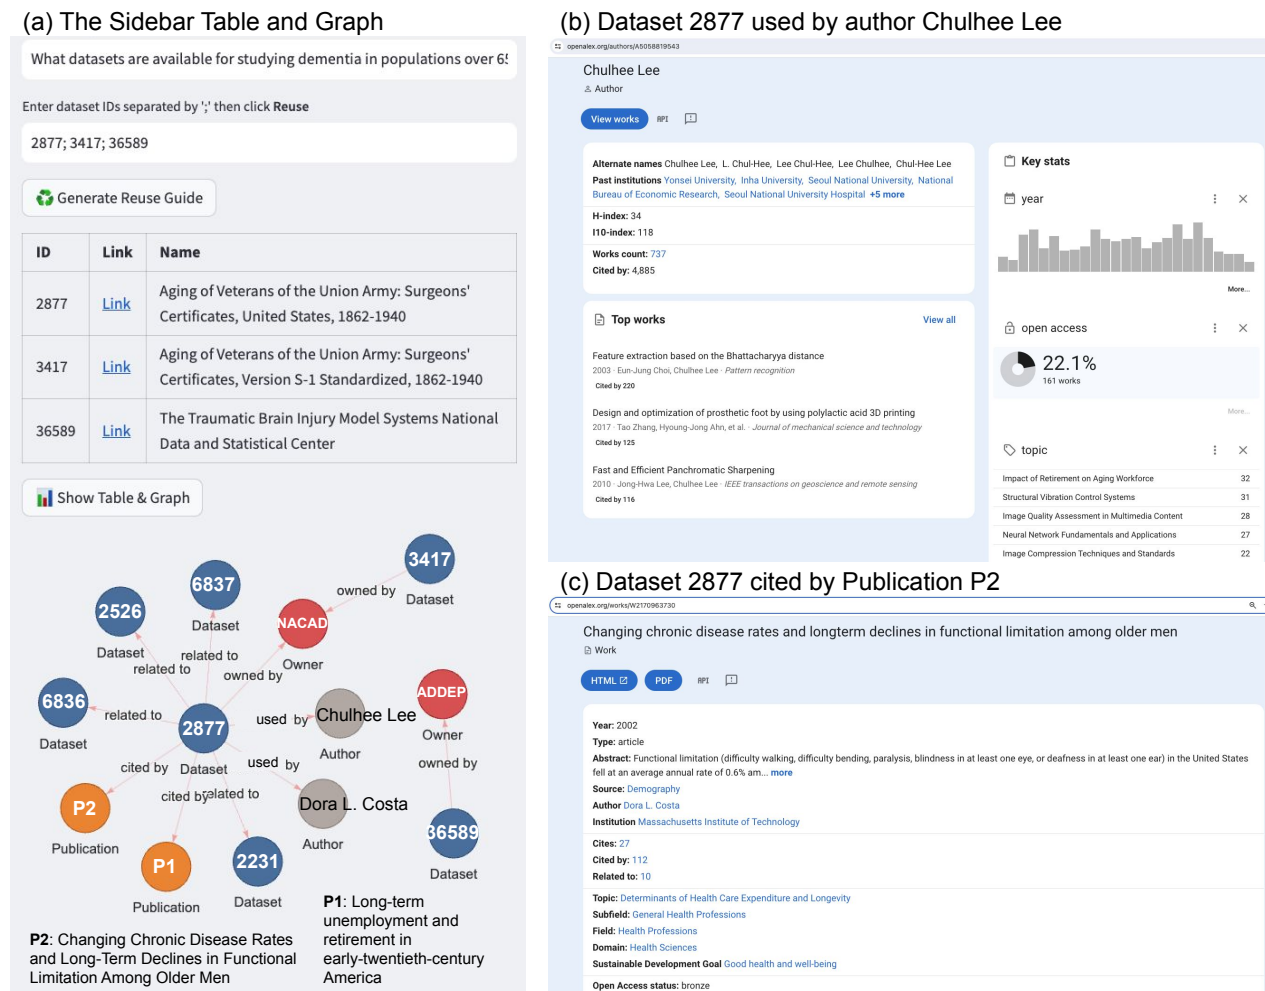 (a) The Sidebar Table and Graph
What datasets are available for studying dementia in populations over 65
Enter dataset IDs separated by ';' then click Reuse
2877; 3417; 36589
Generate Reuse Guide
ID Link Name
2877 Link Aging of Veterans of the Union Army: Surgeons'
Certificates, United States, 1862-1940
3417 Link Aging of Veterans of the Union Army: Surgeons'
Certificates, Version S-1 Standardized, 1862-1940
36589 Link The Traumatic Brain Injury Model Systems National
Data and Statistical Center
Show Table & Graph
3417
Dataset
owned by
6837
Dataset
related to
2526
Dataset
related to
NACAD
Owner
owned by
6836
Dataset
related to
2877
Dataset
used by
Chulhee Lee
Author
ADDEP
Owner
owned by
used by
Dora L. Costa
Author
cited by
P2
Publication
cited by
P1
Publication
related to
2231
Dataset
36589
Dataset
P1: Long-term
unemployment and
retirement in
early-twentieth-century
America
P2: Changing Chronic Disease Rates
and Long-Term Declines in Functional
Limitation Among Older Men
(b) Dataset 2877 used by author Chulhee Lee
openalex.org/authors/A5058819543
Chulhee Lee
Author
View works API
Alternate names Chulhee Lee, L. Chul-Hee, Lee Chul-Hee, Lee Chulhee, Chul-Hee Lee
Past institutions Yonsei University, Inha University, Seoul National University, National
Bureau of Economic Research, Seoul National University Hospital +5 more
H-index: 34
I10-index: 118
Works count: 737
Cited by: 4,885
Top works View all
Feature extraction based on the Bhattacharyya distance
2003 · Eun-Jung Choi, Chulhee Lee · Pattern recognition
Cited by 220
Design and optimization of prosthetic foot by using polylactic acid 3D printing
2017 · Tao Zhang, Hyoung-Jong Ahn, et al. · Journal of mechanical science and technology
Cited by 125
Fast and Efficient Panchromatic Sharpening
2010 · Jong-Hwa Lee, Chulhee Lee · IEEE transactions on geoscience and remote sensing
Cited by 116
Key stats
year
More...
open access
22.1%
161 works
More...
topic
Impact of Retirement on Aging Workforce 32
Structural Vibration Control Systems 31
Image Quality Assessment in Multimedia Content 28
Neural Network Fundamentals and Applications 27
Image Compression Techniques and Standards 22
(c) Dataset 2877 cited by Publication P2
openalex.org/works/W2170963730
Changing chronic disease rates and longterm declines in functional limitation among older men
Work
HTML PDF API
Year: 2002
Type: article
Abstract: Functional limitation (difficulty walking, difficulty bending, paralysis, blindness in at least one eye, or deafness in at least one ear) in the United States
fell at an average annual rate of 0.6% am... more
Source: Demography
Author Dora L. Costa
Institution Massachusetts Institute of Technology
Cites: 27
Cited by: 112
Related to: 10
Topic: Determinants of Health Care Expenditure and Longevity
Subfield: General Health Professions
Field: Health Professions
Domain: Health Sciences
Sustainable Development Goal Good health and well-being
Open Access status: bronze